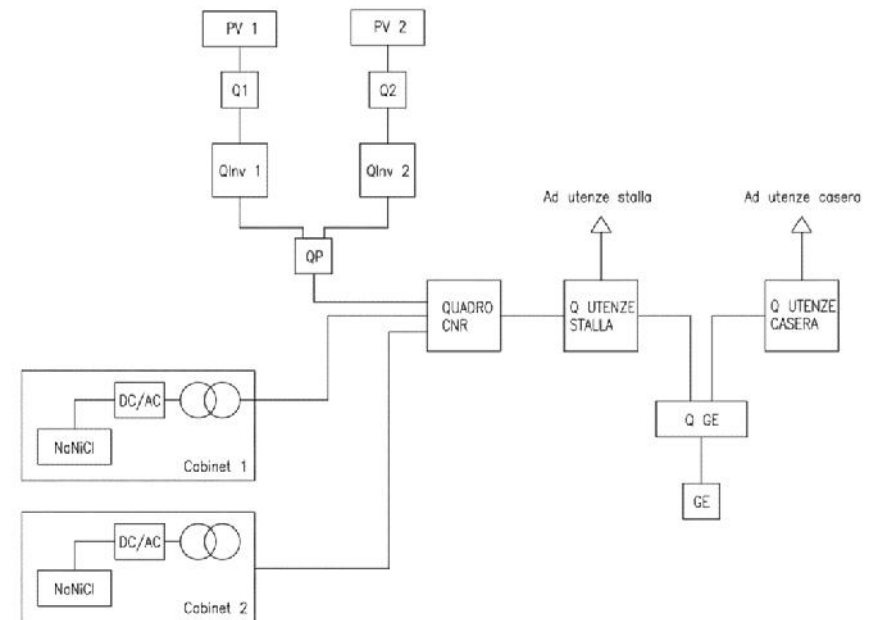 PV 1
PV 2
Q1
Q2
QInv 1
QInv 2
QP
Ad utenze stalla
Ad utenze casera
QUADRO
CNR
Q UTENZE
STALLA
Q UTENZE
CASERA
DC/AC
NaNiCl
Cabinet 1
Q GE
GE
DC/AC
NaNiCl
Cabinet 2